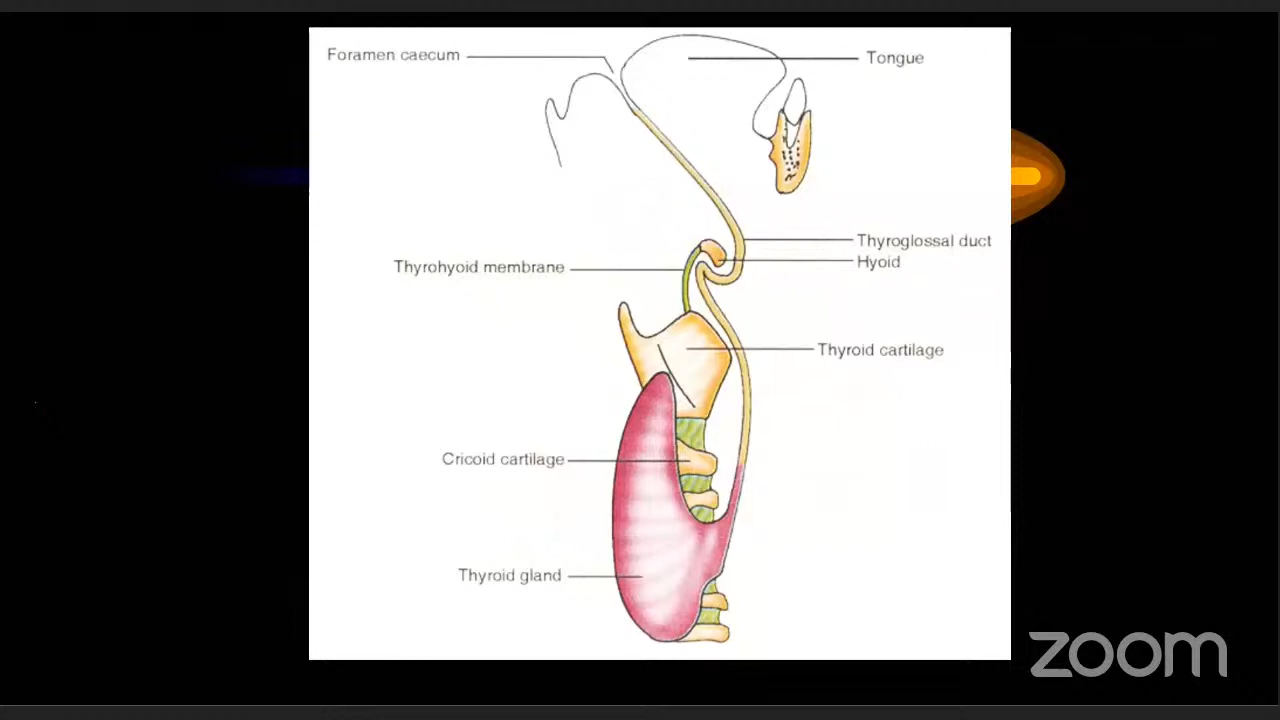 Foramen caecum
Tongue
Thyroglossal duct
Hyoid
Thyrohyoid membrane
Thyroid cartilage
Cricoid cartilage
Thyroid gland
zoom